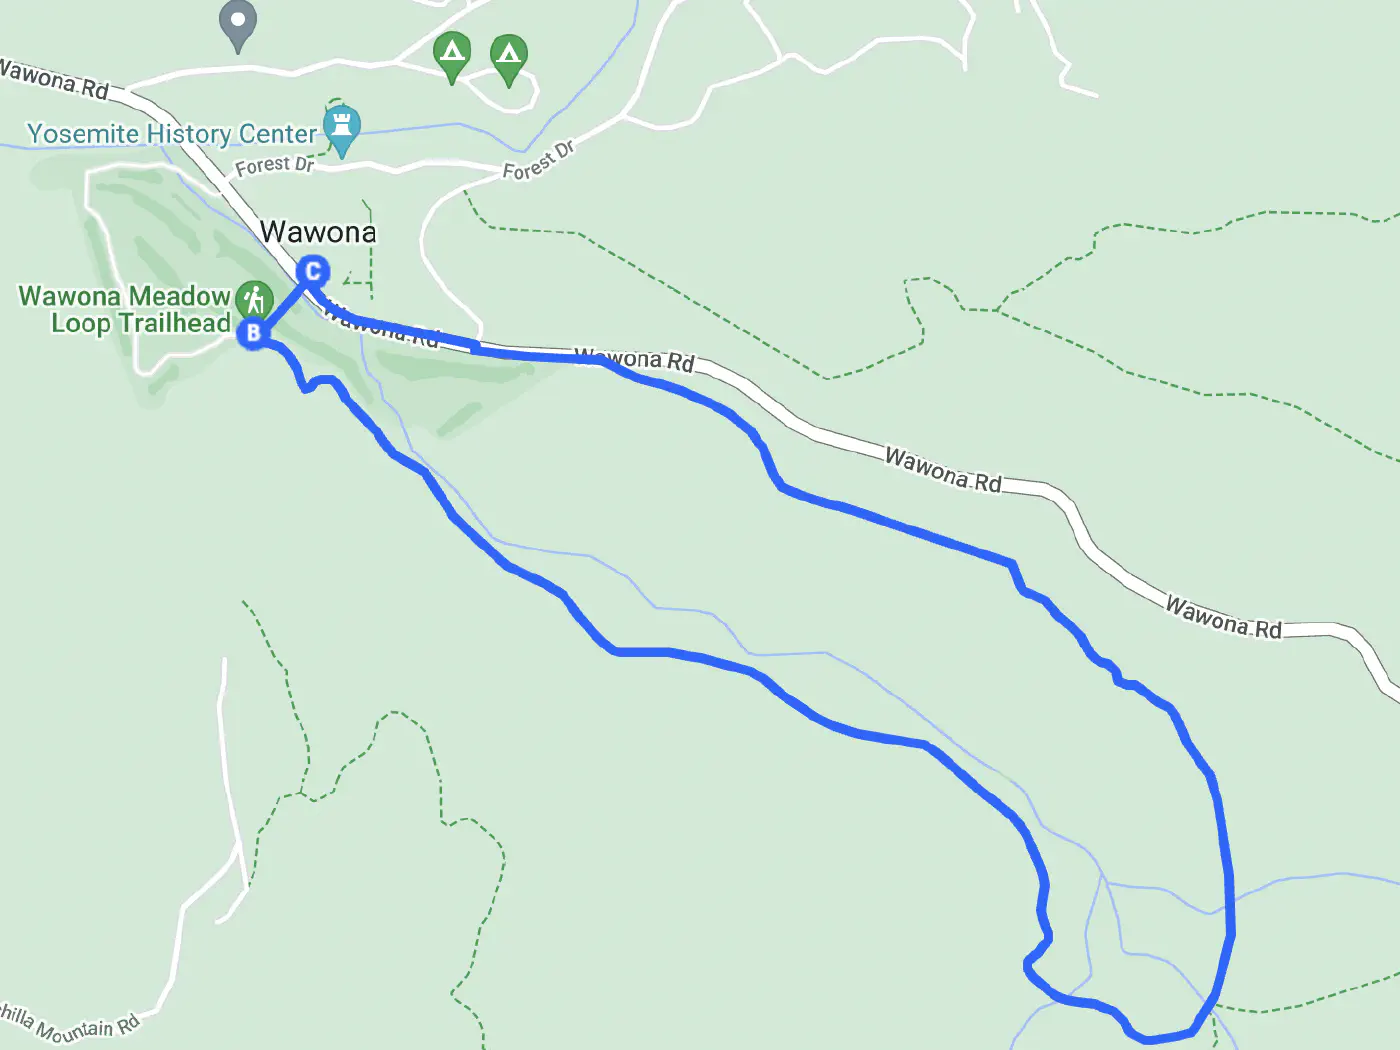 Wawona Rd
Yosemite History Center
Forest Dr
Forest Dr
Wawona
C
Wawona Meadow
Loop Trailhead
B
Wawona Rd
Wawona Rd
Wawona Rd
Wawona Rd
hilla Mountain Rd